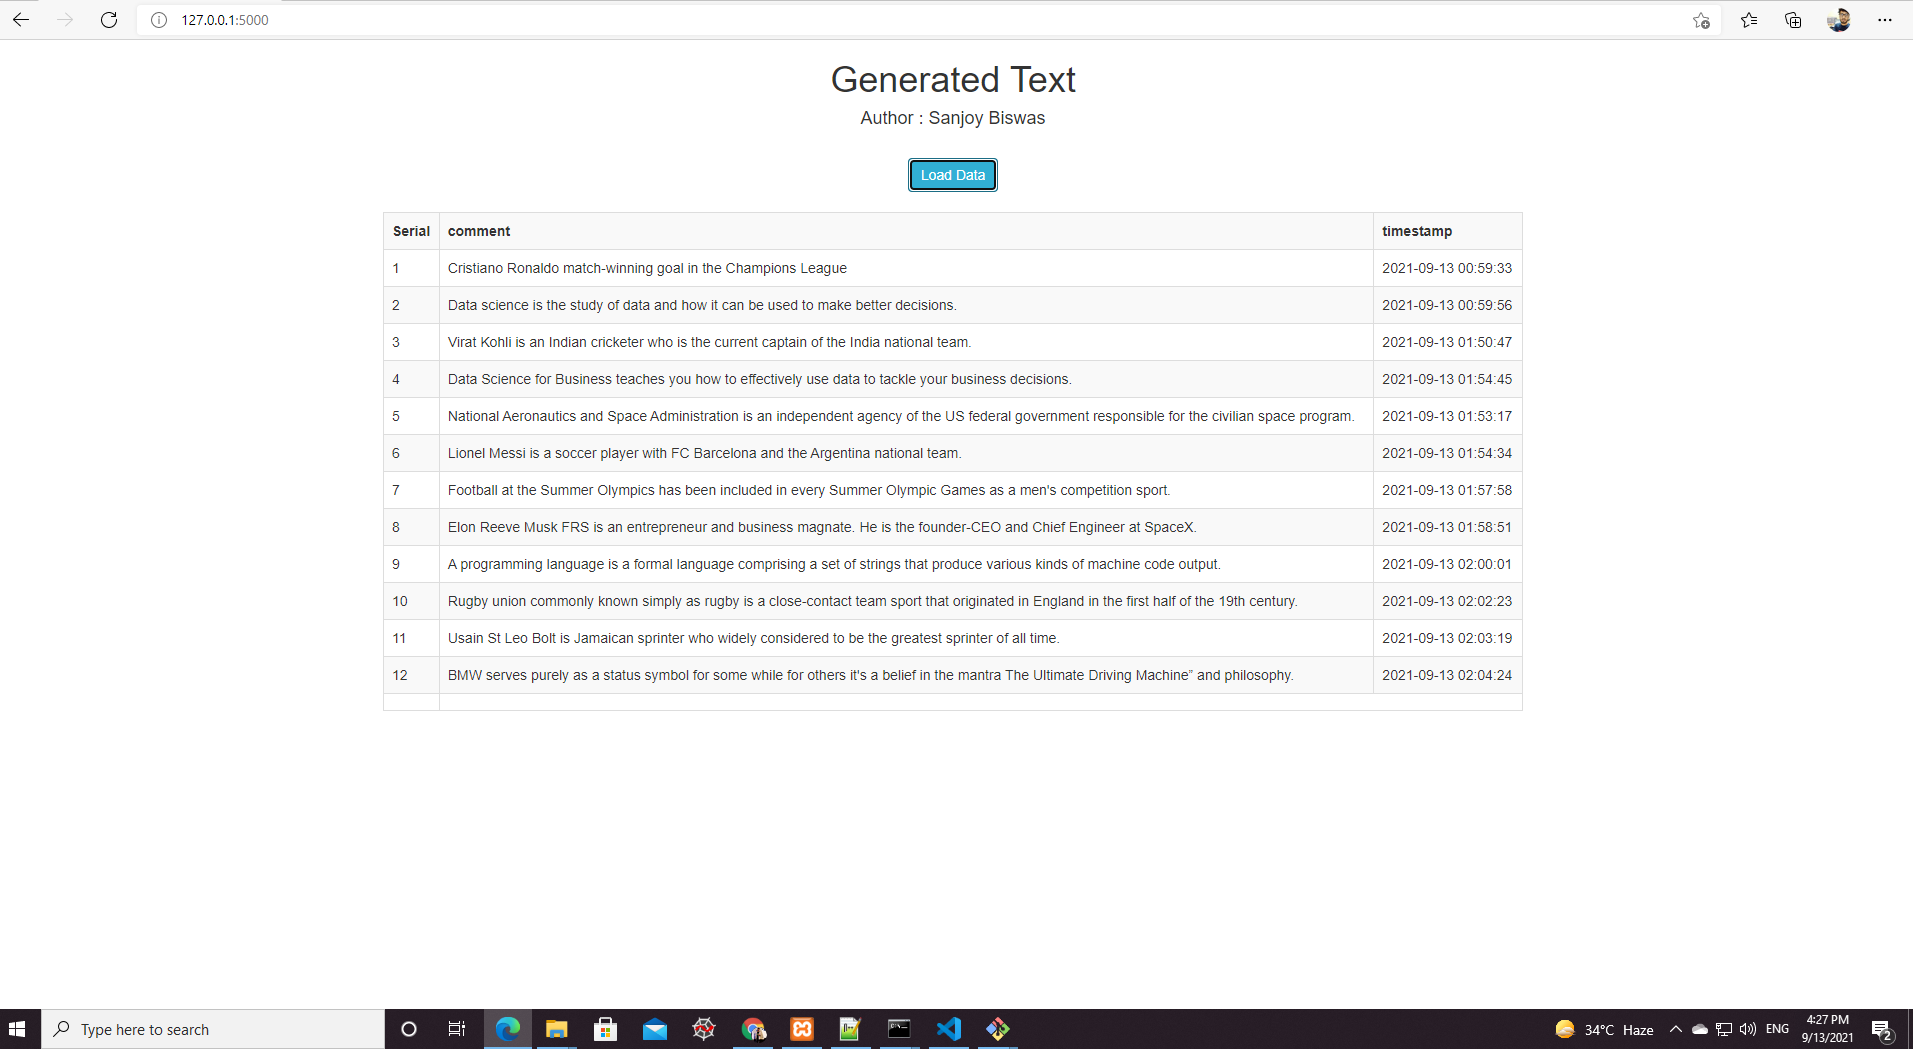 127.0.0.1:5000
Generated Text
Author : Sanjoy Biswas
Load Data
Serial comment timestamp
1 Cristiano Ronaldo match-winning goal in the Champions League 2021-09-13 00:59:33
2 Data science is the study of data and how it can be used to make better decisions. 2021-09-13 00:59:56
3 Virat Kohli is an Indian cricketer who is the current captain of the India national team. 2021-09-13 01:50:47
4 Data Science for Business teaches you how to effectively use data to tackle your business decisions. 2021-09-13 01:54:45
5 National Aeronautics and Space Administration is an independent agency of the US federal government responsible for the civilian space program. 2021-09-13 01:53:17
6 Lionel Messi is a soccer player with FC Barcelona and the Argentina national team. 2021-09-13 01:54:34
7 Football at the Summer Olympics has been included in every Summer Olympic Games as a men's competition sport. 2021-09-13 01:57:58
8 Elon Reeve Musk FRS is an entrepreneur and business magnate. He is the founder-CEO and Chief Engineer at SpaceX. 2021-09-13 01:58:51
9 A programming language is a formal language comprising a set of strings that produce various kinds of machine code output. 2021-09-13 02:00:01
10 Rugby union commonly known simply as rugby is a close-contact team sport that originated in England in the first half of the 19th century. 2021-09-13 02:02:23
11 Usain St Leo Bolt is Jamaican sprinter who widely considered to be the greatest sprinter of all time. 2021-09-13 02:03:19
12 BMW serves purely as a status symbol for some while for others it's a belief in the mantra The Ultimate Driving Machine” and philosophy. 2021-09-13 02:04:24
Type here to search
34°C Haze
ENG
4:27 PM
9/13/2021
2